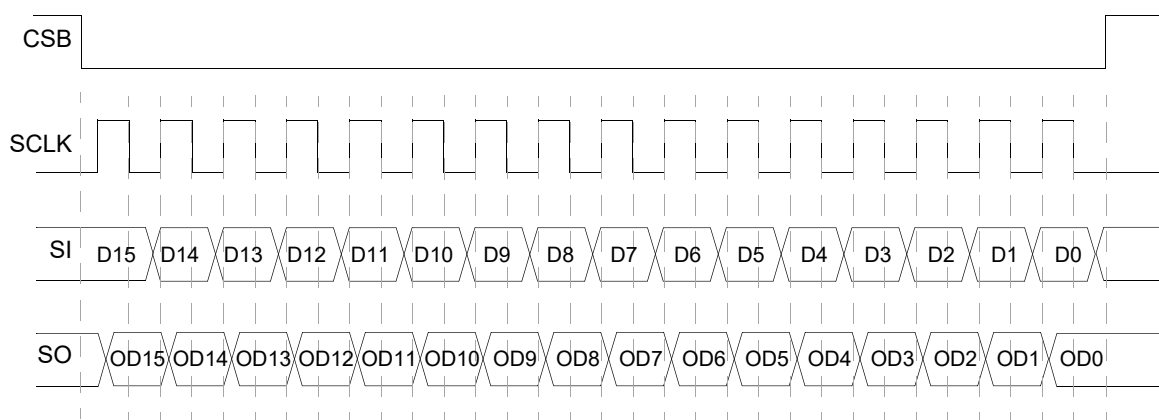 CSB
SCLK
SI D15 D14 D13 D12 D11 D10 D9 D8 D7 D6 D5 D4 D3 D2 D1 D0
SO OD15 OD14 OD13 OD12 OD11 OD10 OD9 OD8 OD7 OD6 OD5 OD4 OD3 OD2 OD1 OD0